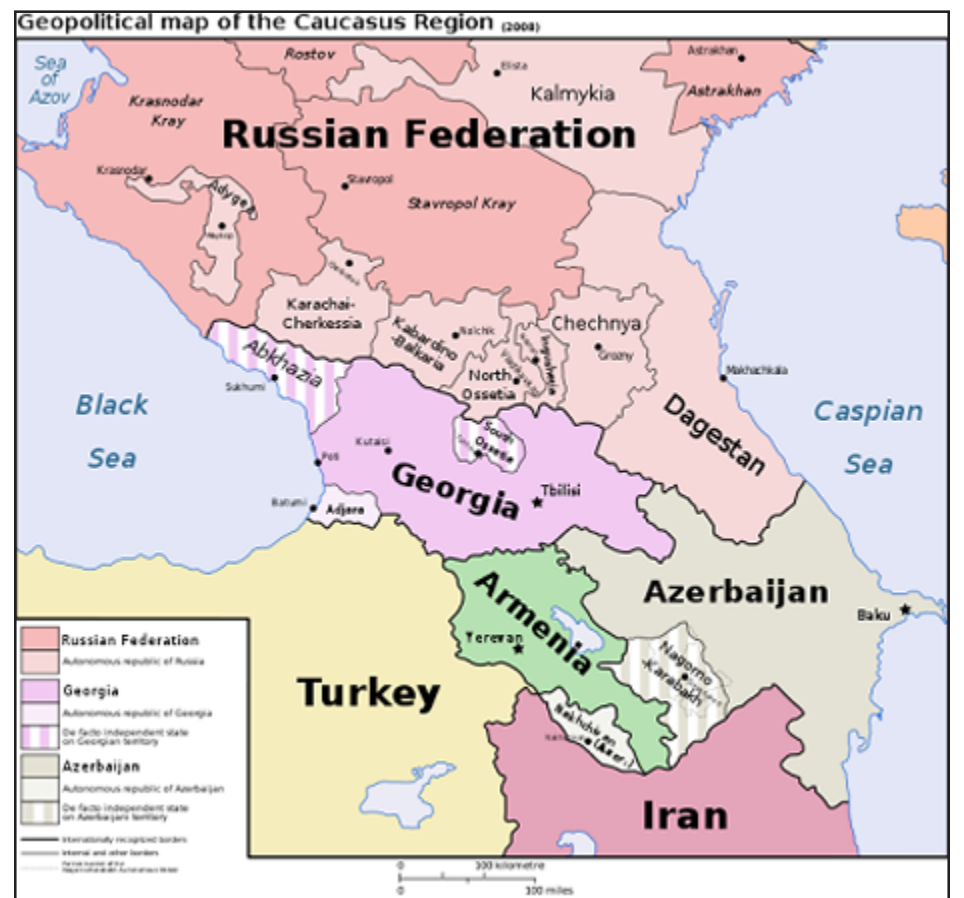 Geopolitical map of the Caucasus Region (2008)
Sea
of
Azov
Rostov
Elista
Astrakhan
Kalmykia
Astrakhan
Krasnodar
Kray
Russian Federation
Krasnodar
Adygea
Stavropol
Stavropol Kray
Karachai-
Cherkessia
Kabardino
-Balkaria
Nalchik
Chechnya
Grozny
Ingushetia
North
Ossetia
Makhachkala
Dagestan
Abkhazia
Sukhumi
Black
Sea
Caspian
Sea
Kutaisi
South
Ossetia
Poti
Georgia
Tbilisi
Batumi
Adjara
Armenia
Azerbaijan
Baku
Yerevan
Nagorno
-Karabakh
Turkey
Nakhchivan
(Azer.)
Iran
Russian Federation
Autonomous republic of Russia
Georgia
Autonomous republic of Georgia
De facto independent state
on Georgian territory
Azerbaijan
Autonomous republic of Azerbaijan
De facto independent state
on Azerbaijani territory
Internationally recognized borders
Internal and other borders
0 100 kilometre
0 100 miles